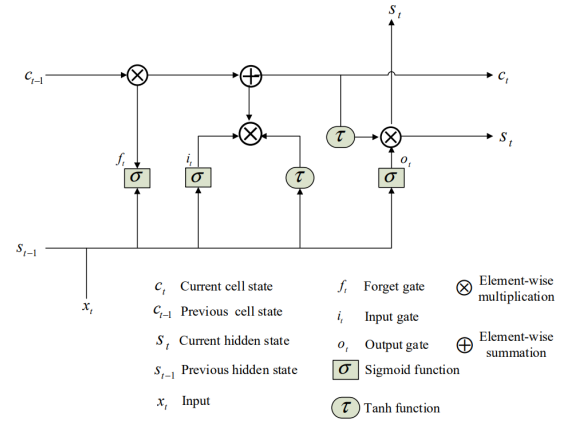 S_t
C_{t-1}
C_t
τ
S_t
f_t
i_t
o_t
σ
σ
τ
σ
S_{t-1}
x_t
C_t Current cell state
C_{t-1} Previous cell state
S_t Current hidden state
S_{t-1} Previous hidden state
x_t Input
f_t Forget gate
i_t Input gate
o_t Output gate
σ Sigmoid function
τ Tanh function
⊗ Element-wise
multiplication
⊕ Element-wise
summation